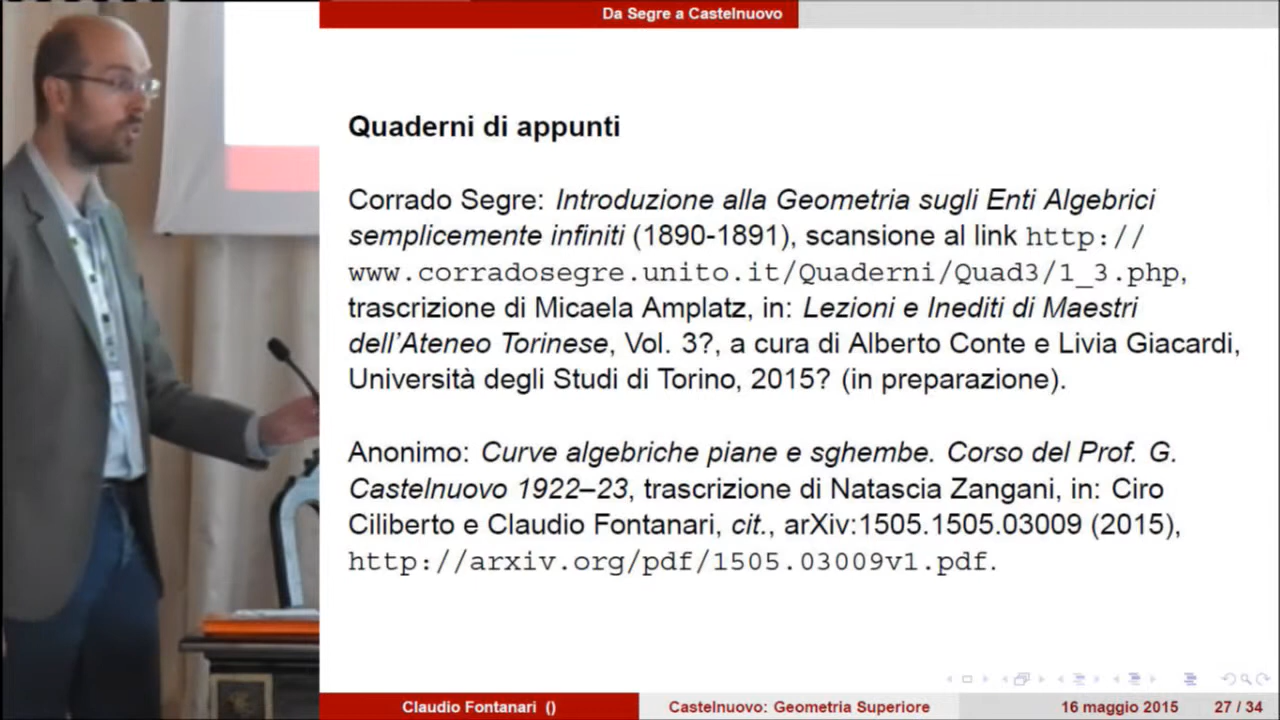 Da Segre a Castelnuovo
Quaderni di appunti
Corrado Segre: Introduzione alla Geometria sugli Enti Algebrici
semplicemente infiniti (1890-1891), scansione al link http://
www.corradosegre.unito.it/Quaderni/Quad3/1_3.php,
trascrizione di Micaela Amplatz, in: Lezioni e Inediti di Maestri
dell'Ateneo Torinese, Vol. 3?, a cura di Alberto Conte e Livia Giacardi,
Università degli Studi di Torino, 2015? (in preparazione).
Anonimo: Curve algebriche piane e sghembe. Corso del Prof. G.
Castelnuovo 1922–23, trascrizione di Natascia Zangani, in: Ciro
Ciliberto e Claudio Fontanari, cit., arXiv:1505.1505.03009 (2015),
http://arxiv.org/pdf/1505.03009v1.pdf.
Claudio Fontanari () Castelnuovo: Geometria Superiore 16 maggio 2015 27 / 34